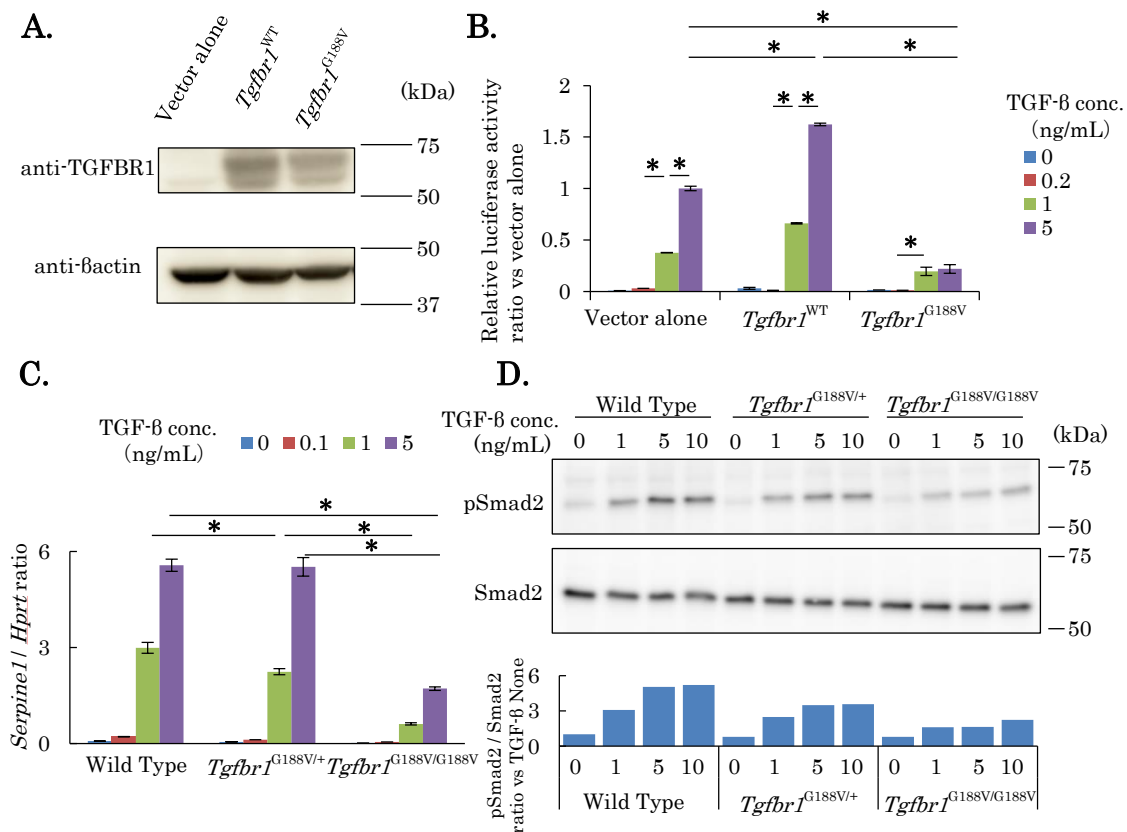 A.
Vector alone
Tgfbr1WT
Tgfbr1G188V
(kDa)
anti-TGFBR1
75
50
anti-βactin
50
37
B.
Relative luciferase activity
ratio vs vector alone
* 
* *
* * * * *
2
1.5
1
0.5
0
Vector alone Tgfbr1WT Tgfbr1G188V
TGF-β conc.
(ng/mL)
0
0.2
1
5
C.
TGF-β conc.
(ng/mL)
0 0.1 1 5
*
* *
*
Serpine1 / Hprt ratio
6
3
0
Wild Type Tgfbr1G188V/+ Tgfbr1G188V/G188V
D.
Wild Type Tgfbr1G188V/+ Tgfbr1G188V/G188V
TGF-β conc.
(ng/mL)
0 1 5 10 0 1 5 10 0 1 5 10
(kDa)
pSmad2
75
50
Smad2
75
50
pSmad2 / Smad2
ratio vs TGF-β None
6
3
0
0 1 5 10 0 1 5 10 0 1 5 10
Wild Type Tgfbr1G188V/+ Tgfbr1G188V/G188V